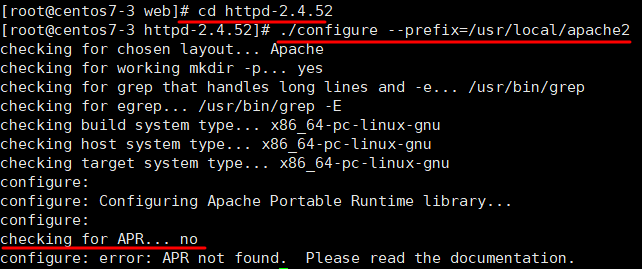 [root@centos7-3 web]# cd httpd-2.4.52
[root@centos7-3 httpd-2.4.52]# ./configure --prefix=/usr/local/apache2
checking for chosen layout... Apache
checking for working mkdir -p... yes
checking for grep that handles long lines and -e... /usr/bin/grep
checking for egrep... /usr/bin/grep -E
checking build system type... x86_64-pc-linux-gnu
checking host system type... x86_64-pc-linux-gnu
checking target system type... x86_64-pc-linux-gnu
configure:
configure: Configuring Apache Portable Runtime library...
configure:
checking for APR... no
configure: error: APR not found.  Please read the documentation.